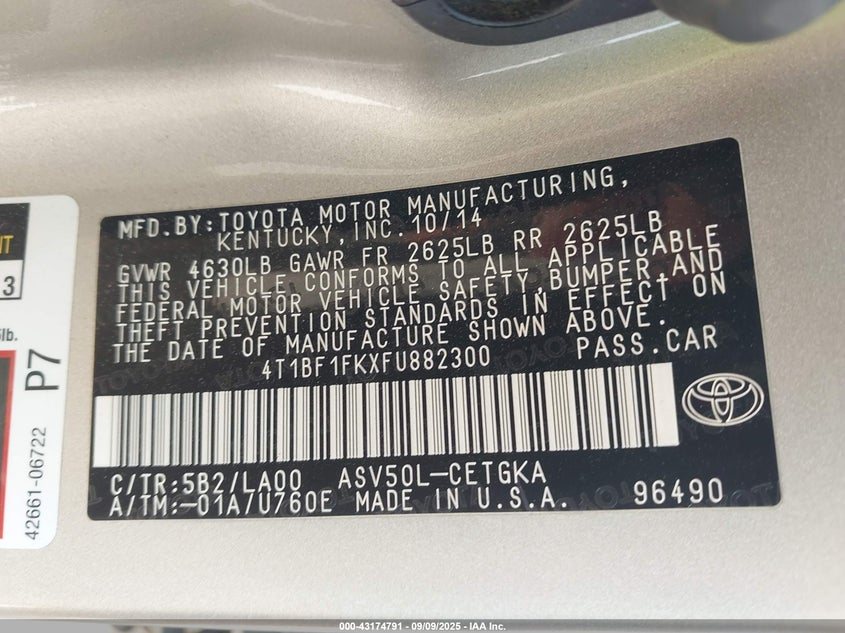 MFD.BY:TOYOTA MOTOR MANUFACTURING,
KENTUCKY,INC.10/14
GVWR 4630LB GAWR FR 2625LB RR 2625LB
THIS VEHICLE CONFORMS TO ALL APPLICABLE
FEDERAL MOTOR VEHICLE SAFETY,BUMPER,AND
THEFT PREVENTION STANDARDS IN EFFECT ON
THE DATE OF MANUFACTURE SHOWN ABOVE.
4T1BF1FKXFU882300 PASS.CAR
C/TR:5B2/LA00 ASV50L-CETGKA
A/TM:-01A/U760E MADE IN U.S.A. 96490
3
lb.
P7
42661-06722
000-43174791 - 09/09/2025 - IAA Inc.